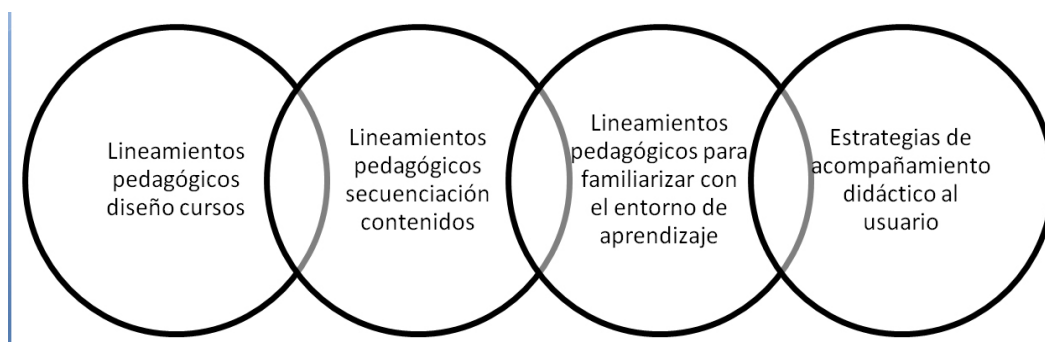 Lineamientos
pedagógicos
diseño cursos
Lineamientos
pedagógicos
secuenciación
contenidos
Lineamientos
pedagógicos para
familiarizar con
el entorno de
aprendizaje
Estrategias de
acompañamiento
didáctico al
usuario